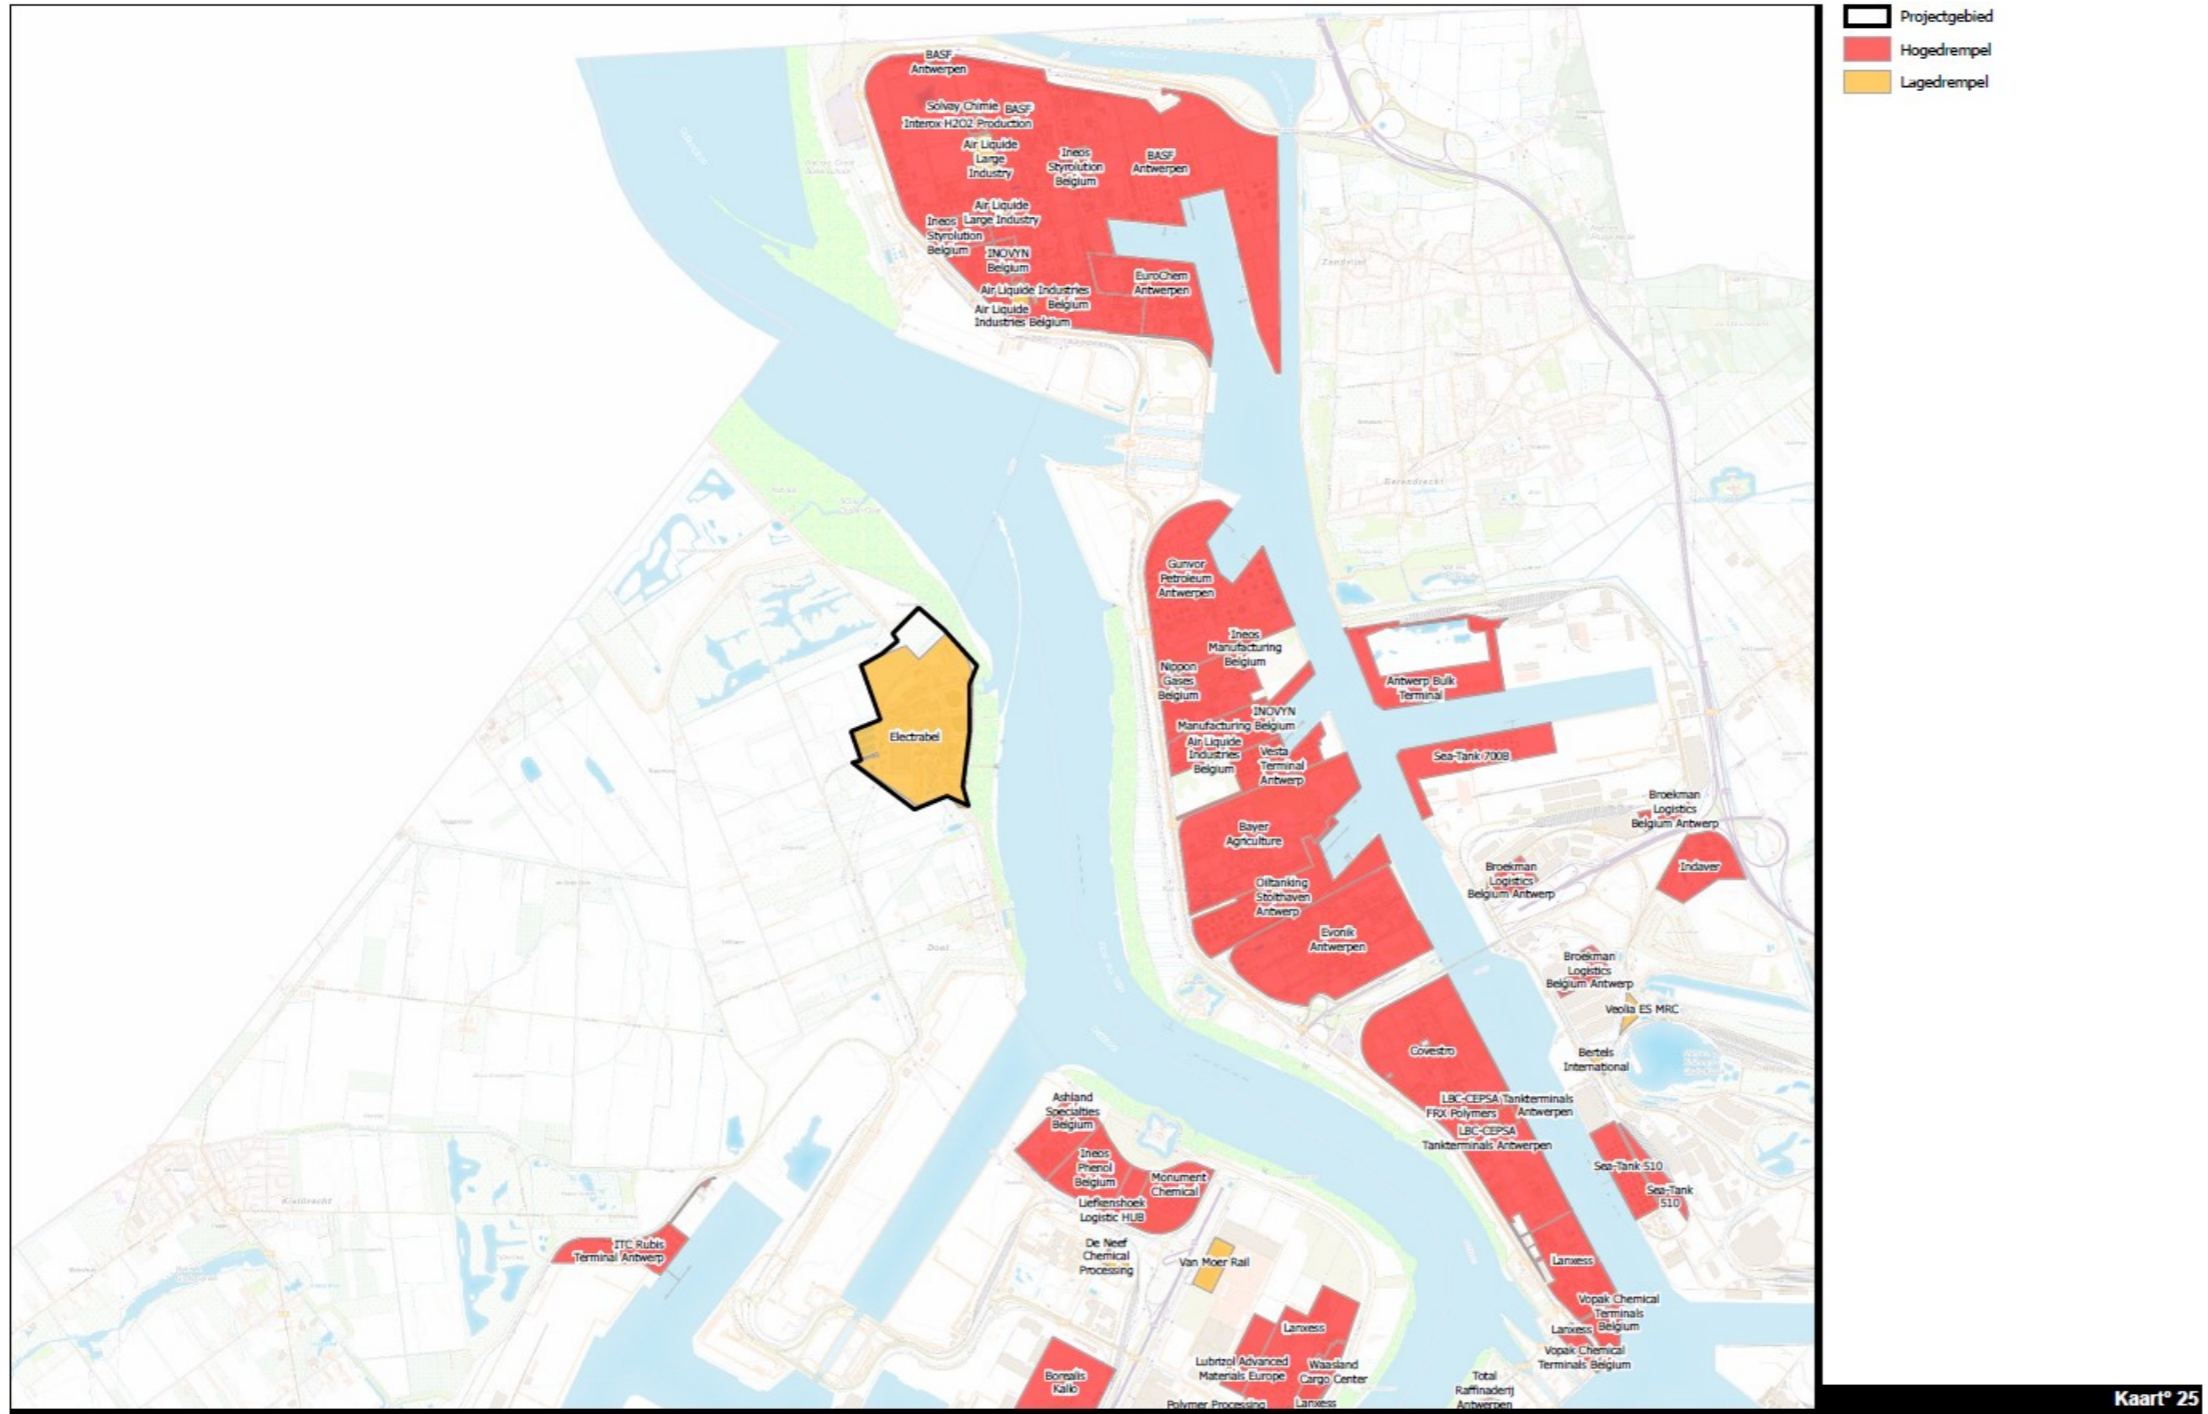 Projectgebied
Hogedrempel
Lagedrempel
BASF
Antwerpen
Solvay Chimie
BASF
Interox H2O2 Production
Air Liquide
Large
Industry
Ineos
Styrolution
Belgium
BASF
Antwerpen
Air Liquide
Large Industry
Ineos
Styrolution
Belgium
INOVYN
Belgium
EuroChem
Antwerpen
Air Liquide Industries
Belgium
Air Liquide
Industries Belgium
Zandvliet
Berendrecht
Gunvor
Petroleum
Antwerpen
Ineos
Manufacturing
Belgium
Nippon
Gases
Belgium
Antwerp Bulk
Terminal
INOVYN
Manufacturing Belgium
Air Liquide
Industries
Belgium
Vesta
Terminal
Antwerp
Electrabel
Sea-Tank 700B
Broekman
Logistics
Belgium Antwerp
Bayer
Agriculture
Indaver
Broekman
Logistics
Belgium Antwerp
Oiltanking
Stolthaven
Antwerp
Evonik
Antwerpen
Doel
Broekman
Logistics
Belgium Antwerp
Veolia ES MRC
Covestro
Bertels
International
Ashland
Specialties
Belgium
LBC-CEPSA Tankterminals
Antwerpen
FRX Polymers
LBC-CEPSA
Tankterminals Antwerpen
Ineos
Phenol
Belgium
Monument
Chemical
Liefkenshoek
Logistic HUB
Sea-Tank 510
Sea-Tank
510
Kieldrecht
ITC Rubis
Terminal Antwerp
De Neef
Chemical
Processing
Van Moer Rail
Lanxess
Vopak Chemical
Terminals
Belgium
Lanxess
Vopak Chemical
Terminals Belgium
Lanxess
Lubrizol Advanced
Materials Europe
Waasland
Cargo Center
Borealis
Kallo
Total
Raffinaderij
Antwerpen
Polymer Processing
Lanxess
Kaart° 25